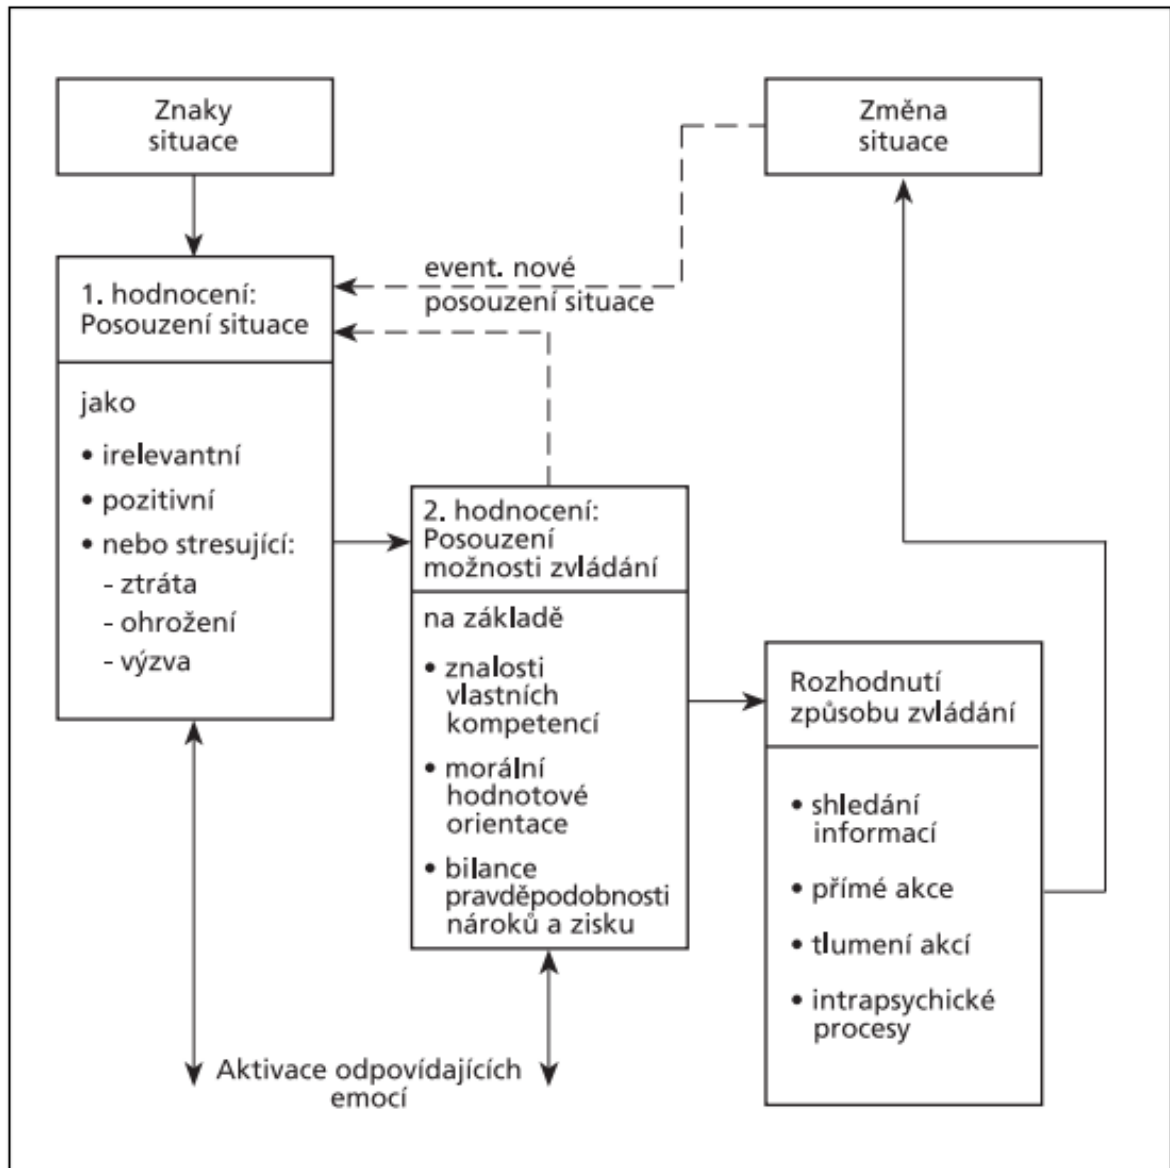 Znaky
situace
Změna
situace
event. nové
posouzení situace
1. hodnocení:
Posouzení situace
jako
• irelevantní
• pozitivní
• nebo stresující:
- ztráta
- ohrožení
- výzva
2. hodnocení:
Posouzení
možnosti zvládání
na základě
• znalosti
vlastních
kompetencí
• morální
hodnotové
orientace
• bilance
pravděpodobnosti
nároků a zisku
Rozhodnutí
způsobu zvládání
• shledání
informací
• přímé akce
• tlumení akcí
• intrapsychické
procesy
Aktivace odpovídajících
emocí